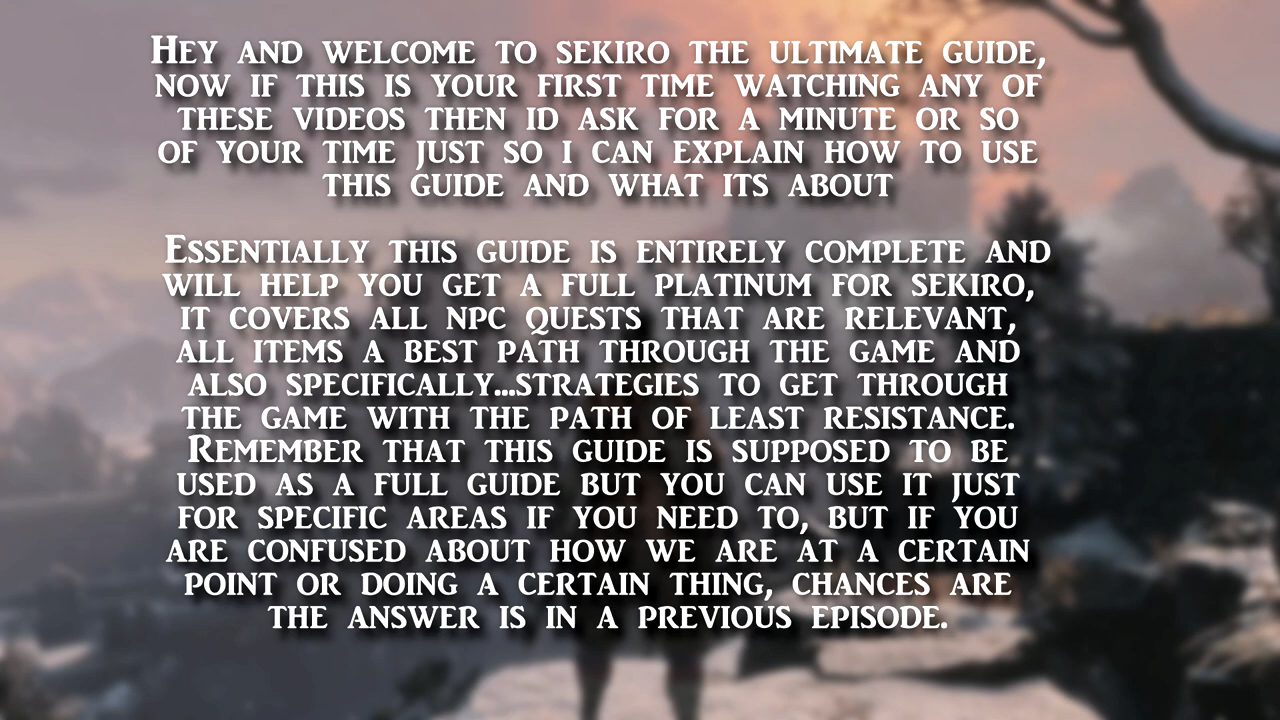 Hey and welcome to sekiro the ultimate guide,
now if this is your first time watching any of
these videos then id ask for a minute or so
of your time just so i can explain how to use
this guide and what its about
Essentially this guide is entirely complete and
will help you get a full platinum for sekiro,
it covers all npc quests that are relevant,
all items a best path through the game and
also specifically...strategies to get through
the game with the path of least resistance.
Remember that this guide is supposed to be
used as a full guide but you can use it just
for specific areas if you need to, but if you
are confused about how we are at a certain
point or doing a certain thing, chances are
the answer is in a previous episode.